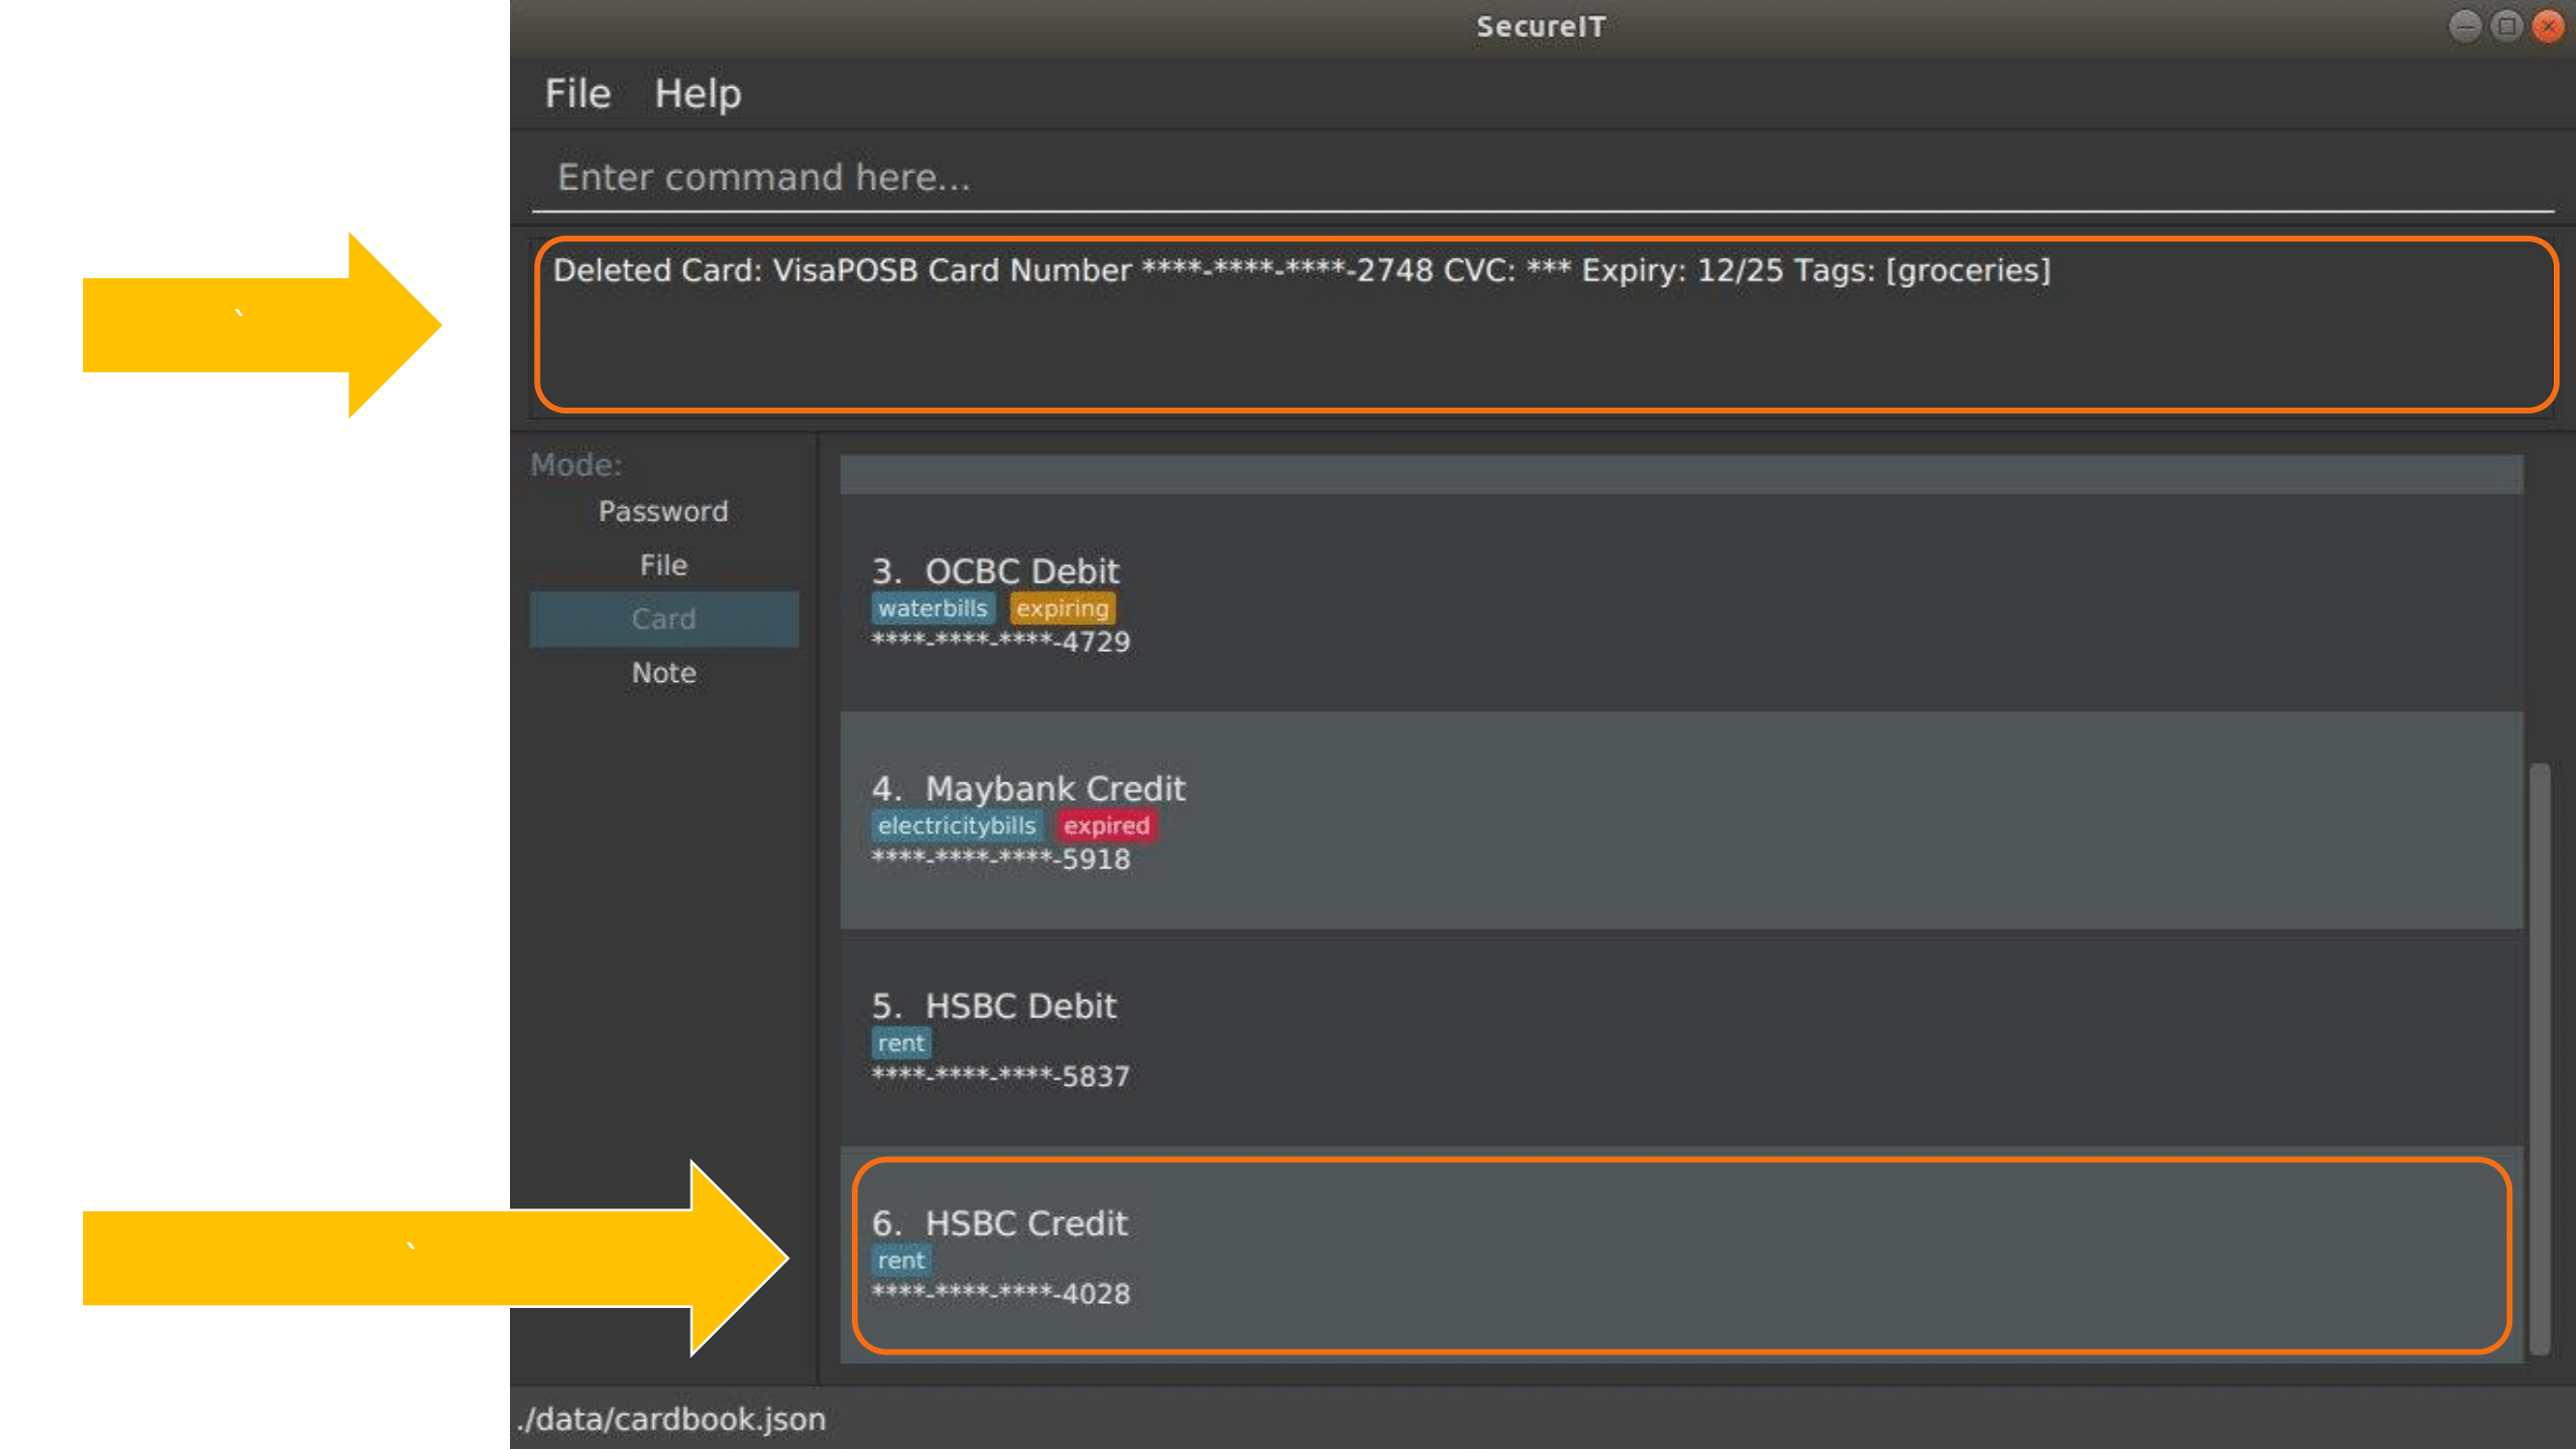 SecureIT
File Help
Enter command here...
Deleted Card: VisaPOSB Card Number ****-****-****-2748 CVC: *** Expiry: 12/25 Tags: [groceries]
`
Mode:
Password
File
Card
Note
3. OCBC Debit
waterbills expiring
****-****-****-4729
4. Maybank Credit
electricitybills expired
****-****-****-5918
5. HSBC Debit
rent
****-****-****-5837
6. HSBC Credit
rent
****-****-****-4028
`
./data/cardbook.json